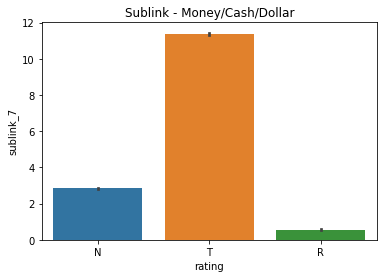 Sublink - Money/Cash/Dollar
12
10
8
6
4
2
0
sublink_7
N
T
R
rating